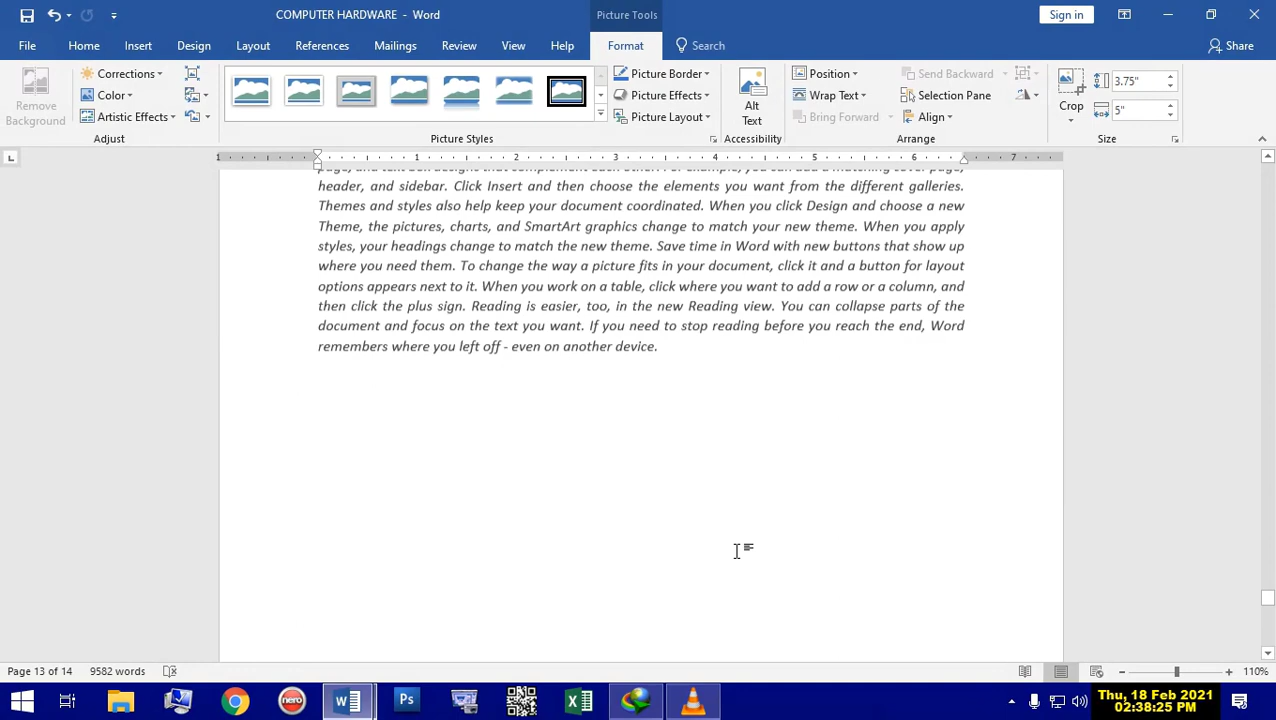 COMPUTER HARDWARE - Word
Picture Tools
Sign in
File
Home
Insert
Design
Layout
References
Mailings
Review
View
Help
Format
Search
Share
Remove
Background
Corrections
Color
Artistic Effects
Adjust
Picture Styles
Picture Border
Picture Effects
Picture Layout
Alt
Text
Accessibility
Position
Wrap Text
Bring Forward
Send Backward
Selection Pane
Align
Arrange
Crop
3.75"
5"
Size
1 1 2 3 4 5 6 7
page, and text box designs that complement each other. For example, you can add a matching cover page,
header, and sidebar. Click Insert and then choose the elements you want from the different galleries.
Themes and styles also help keep your document coordinated. When you click Design and choose a new
Theme, the pictures, charts, and SmartArt graphics change to match your new theme. When you apply
styles, your headings change to match the new theme. Save time in Word with new buttons that show up
where you need them. To change the way a picture fits in your document, click it and a button for layout
options appears next to it. When you work on a table, click where you want to add a row or a column, and
then click the plus sign. Reading is easier, too, in the new Reading view. You can collapse parts of the
document and focus on the text you want. If you need to stop reading before you reach the end, Word
remembers where you left off - even on another device.
Page 13 of 14
9582 words
110%
nero
Ps
Thu, 18 Feb 2021
02:38:25 PM